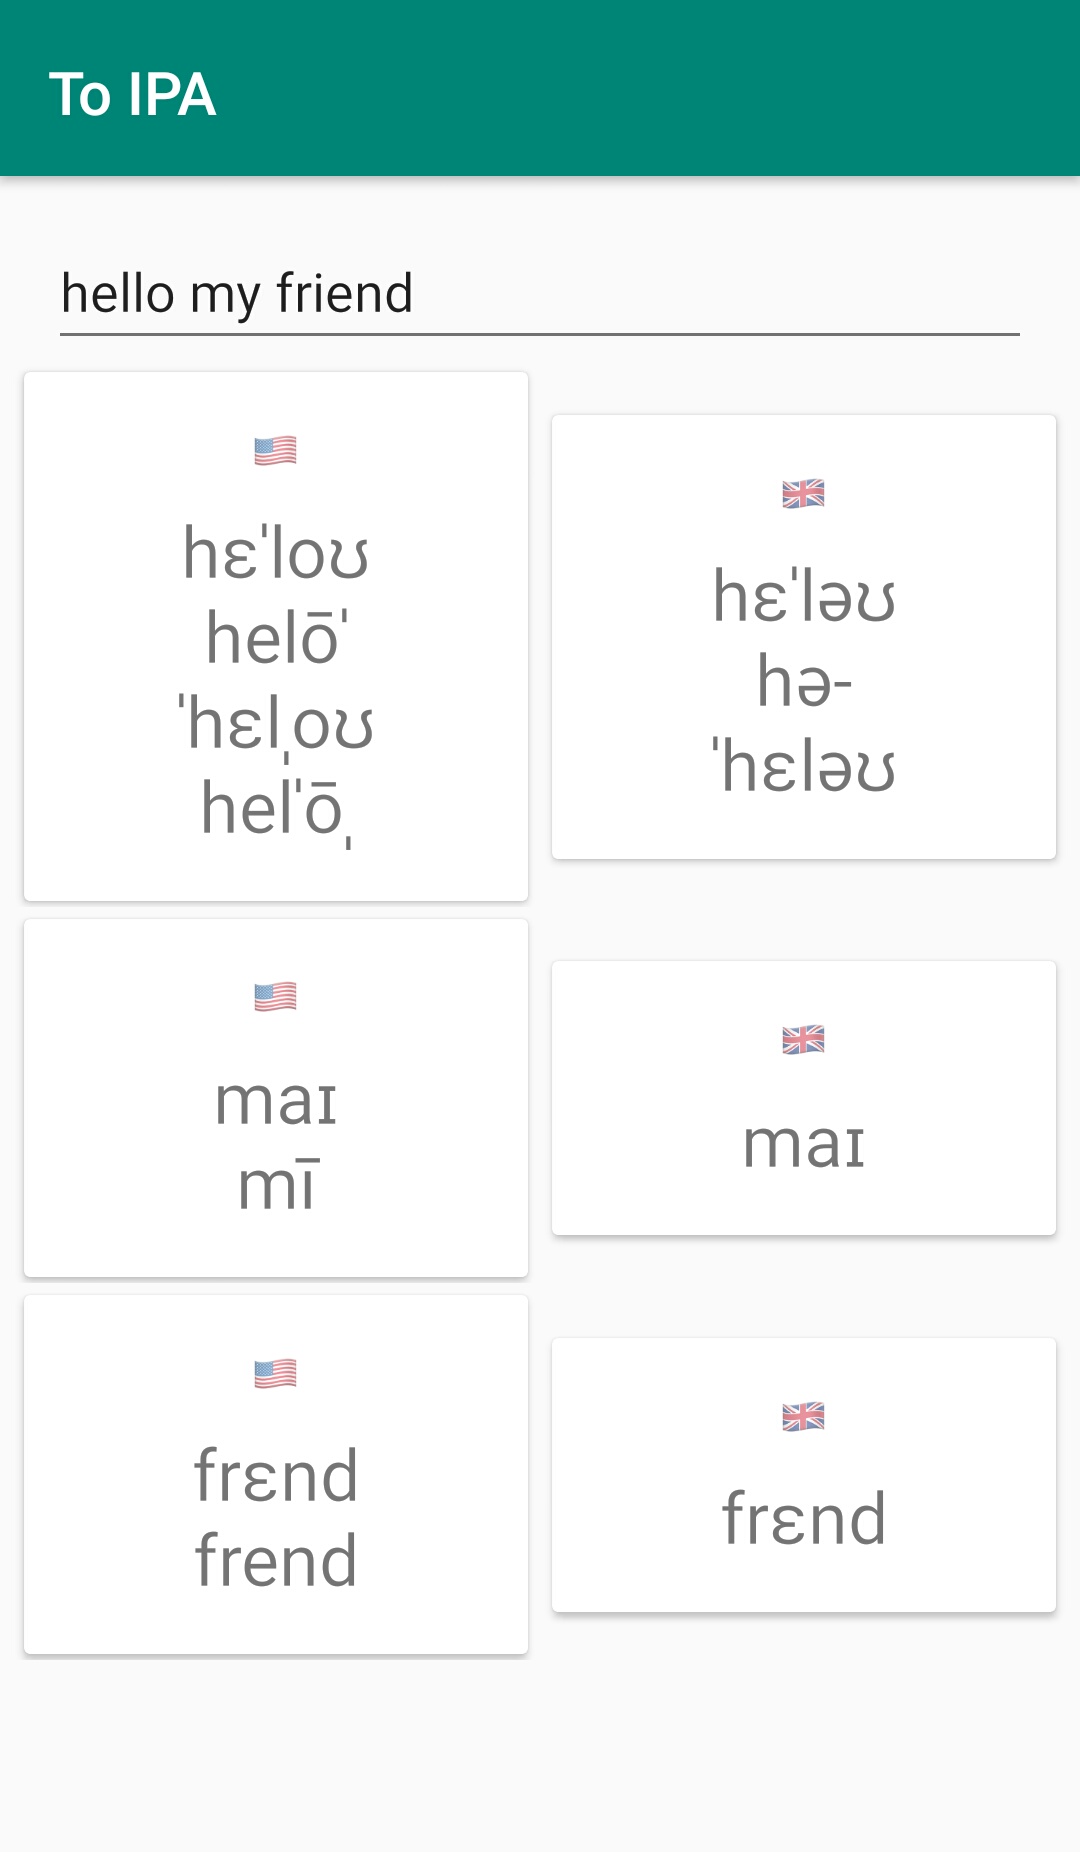 To IPA
hello my friend
🇺🇸
hɛˈloʊ
helōˈ
ˈhɛlˌoʊ
helˈōˌ
🇬🇧
hɛˈləʊ
hə-
ˈhɛləʊ
🇺🇸
maɪ
mī
🇬🇧
maɪ
🇺🇸
frɛnd
frend
🇬🇧
frɛnd